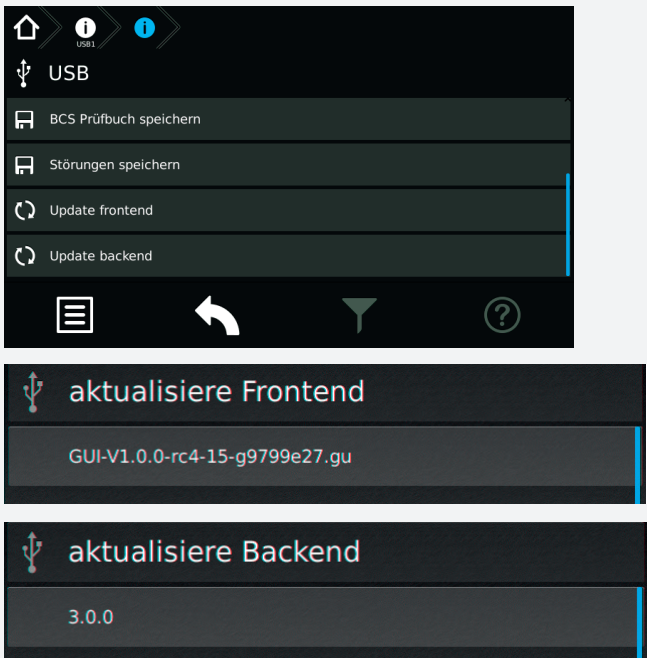 USB1
USB
BCS Prüfbuch speichern
Störungen speichern
Update frontend
Update backend
aktualisiere Frontend
GUI-V1.0.0-rc4-15-g9799e27.gu
aktualisiere Backend
3.0.0